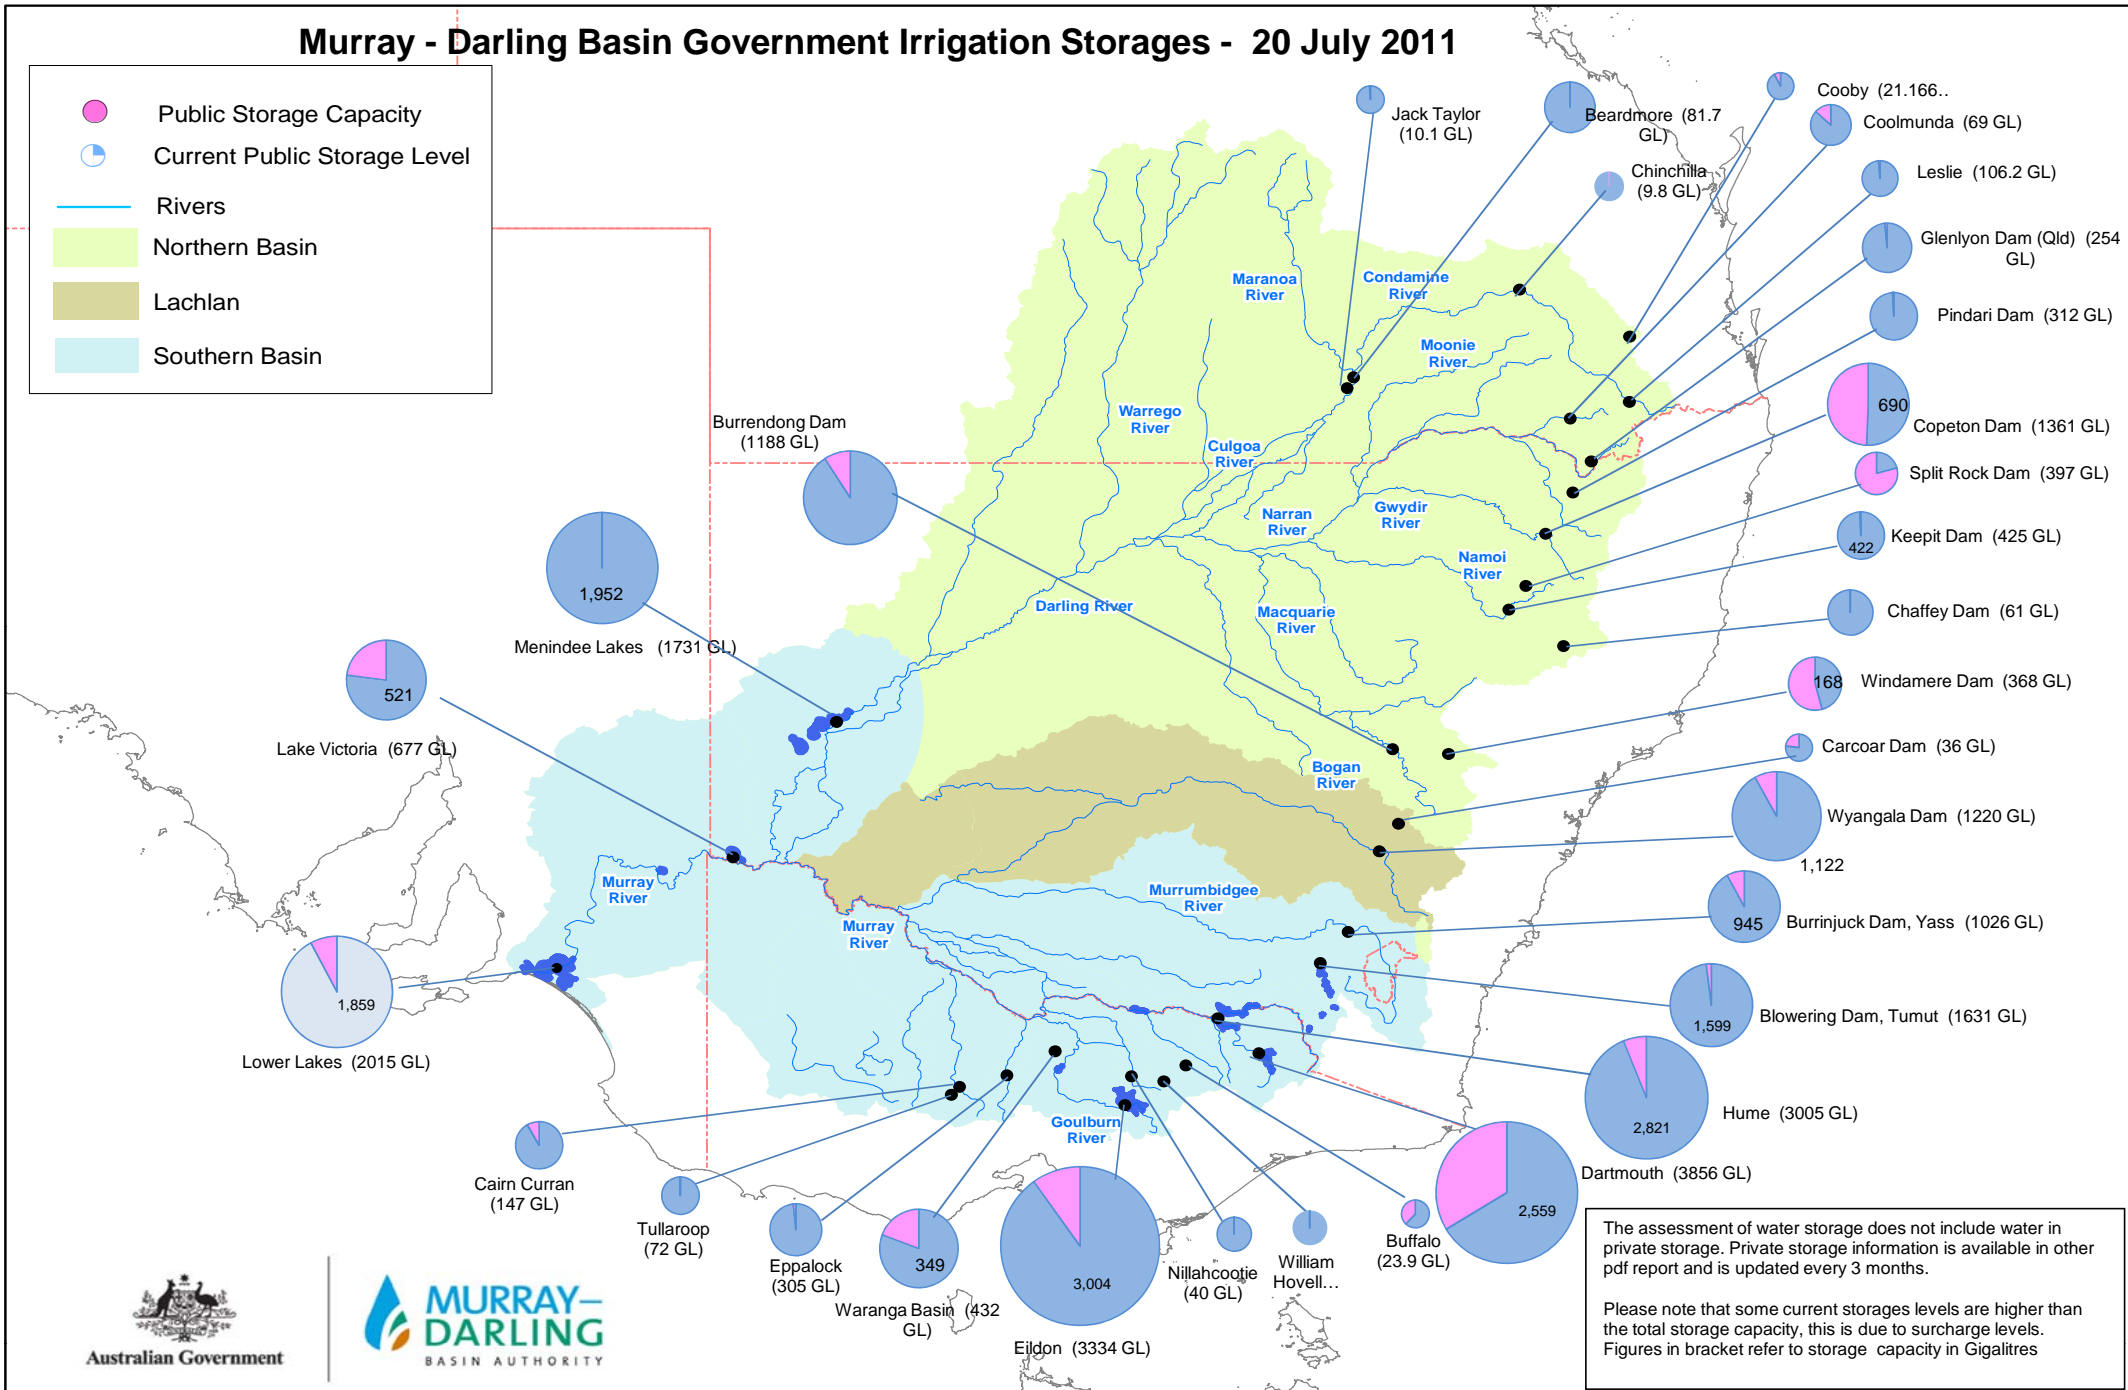 Murray - Darling Basin Government Irrigation Storages - 20 July 2011
Public Storage Capacity
Current Public Storage Level
Rivers
Northern Basin
Lachlan
Southern Basin
Jack Taylor
(10.1 GL)
Beardmore (81.7
GL)
Chinchilla
(9.8 GL)
Cooby (21.166..
Coolmunda (69 GL)
Leslie (106.2 GL)
Glenlyon Dam (Qld) (254
GL)
Pindari Dam (312 GL)
690
Copeton Dam (1361 GL)
Split Rock Dam (397 GL)
422
Keepit Dam (425 GL)
Chaffey Dam (61 GL)
168
Windamere Dam (368 GL)
Carcoar Dam (36 GL)
Wyangala Dam (1220 GL)
1,122
945
Burrinjuck Dam, Yass (1026 GL)
1,599
Blowering Dam, Tumut (1631 GL)
2,821
Hume (3005 GL)
Dartmouth (3856 GL)
2,559
Buffalo
(23.9 GL)
William
Hovell...
Nillahcootie
(40 GL)
3,004
Eildon (3334 GL)
349
Waranga Basin (432
GL)
Eppalock
(305 GL)
Tullaroop
(72 GL)
Cairn Curran
(147 GL)
1,859
Lower Lakes (2015 GL)
521
Lake Victoria (677 GL)
1,952
Menindee Lakes (1731 GL)
Burrendong Dam
(1188 GL)
Maranoa
River
Condamine
River
Moonie
River
Warrego
River
Culgoa
River
Narran
River
Gwydir
River
Namoi
River
Darling River
Macquarie
River
Bogan
River
Murray
River
Murrumbidgee
River
Murray
River
Goulburn
River
Australian Government
MURRAY–
DARLING
BASIN AUTHORITY
The assessment of water storage does not include water in
private storage. Private storage information is available in other
pdf report and is updated every 3 months.
Please note that some current storages levels are higher than
the total storage capacity, this is due to surcharge levels.
Figures in bracket refer to storage capacity in Gigalitres